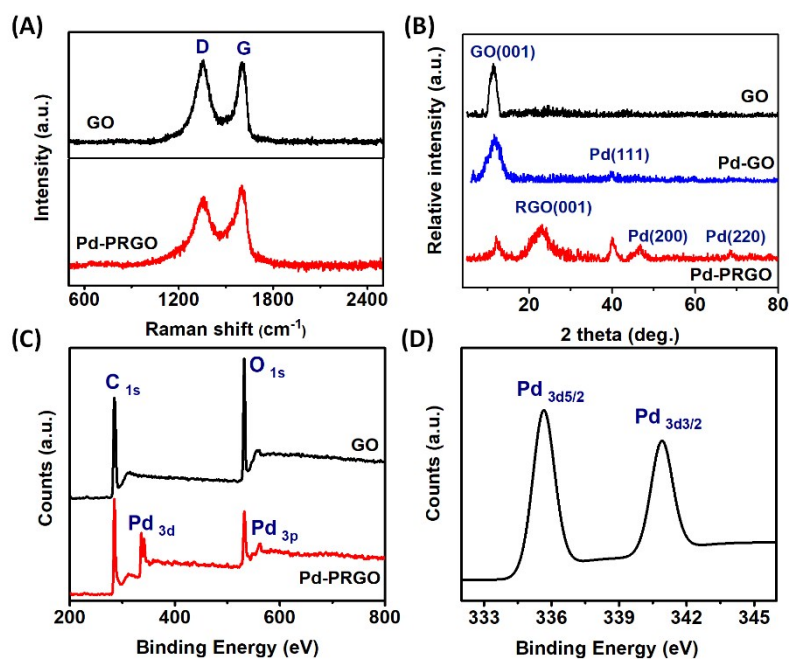 (A)
D G
GO
Pd-PRGO
Intensity (a.u.)
600 1200 1800 2400
Raman shift (cm-1)
(B)
GO(001)
GO
Pd(111)
Pd-GO
RGO(001)
Pd(200) Pd(220)
Pd-PRGO
Relative intensity (a.u.)
20 40 60 80
2 theta (deg.)
(C)
C 1s
O 1s
GO
Pd 3d
Pd 3p
Pd-PRGO
Counts (a.u.)
200 400 600 800
Binding Energy (eV)
(D)
Pd 3d5/2
Pd 3d3/2
Counts (a.u.)
333 336 339 342 345
Binding Energy (eV)